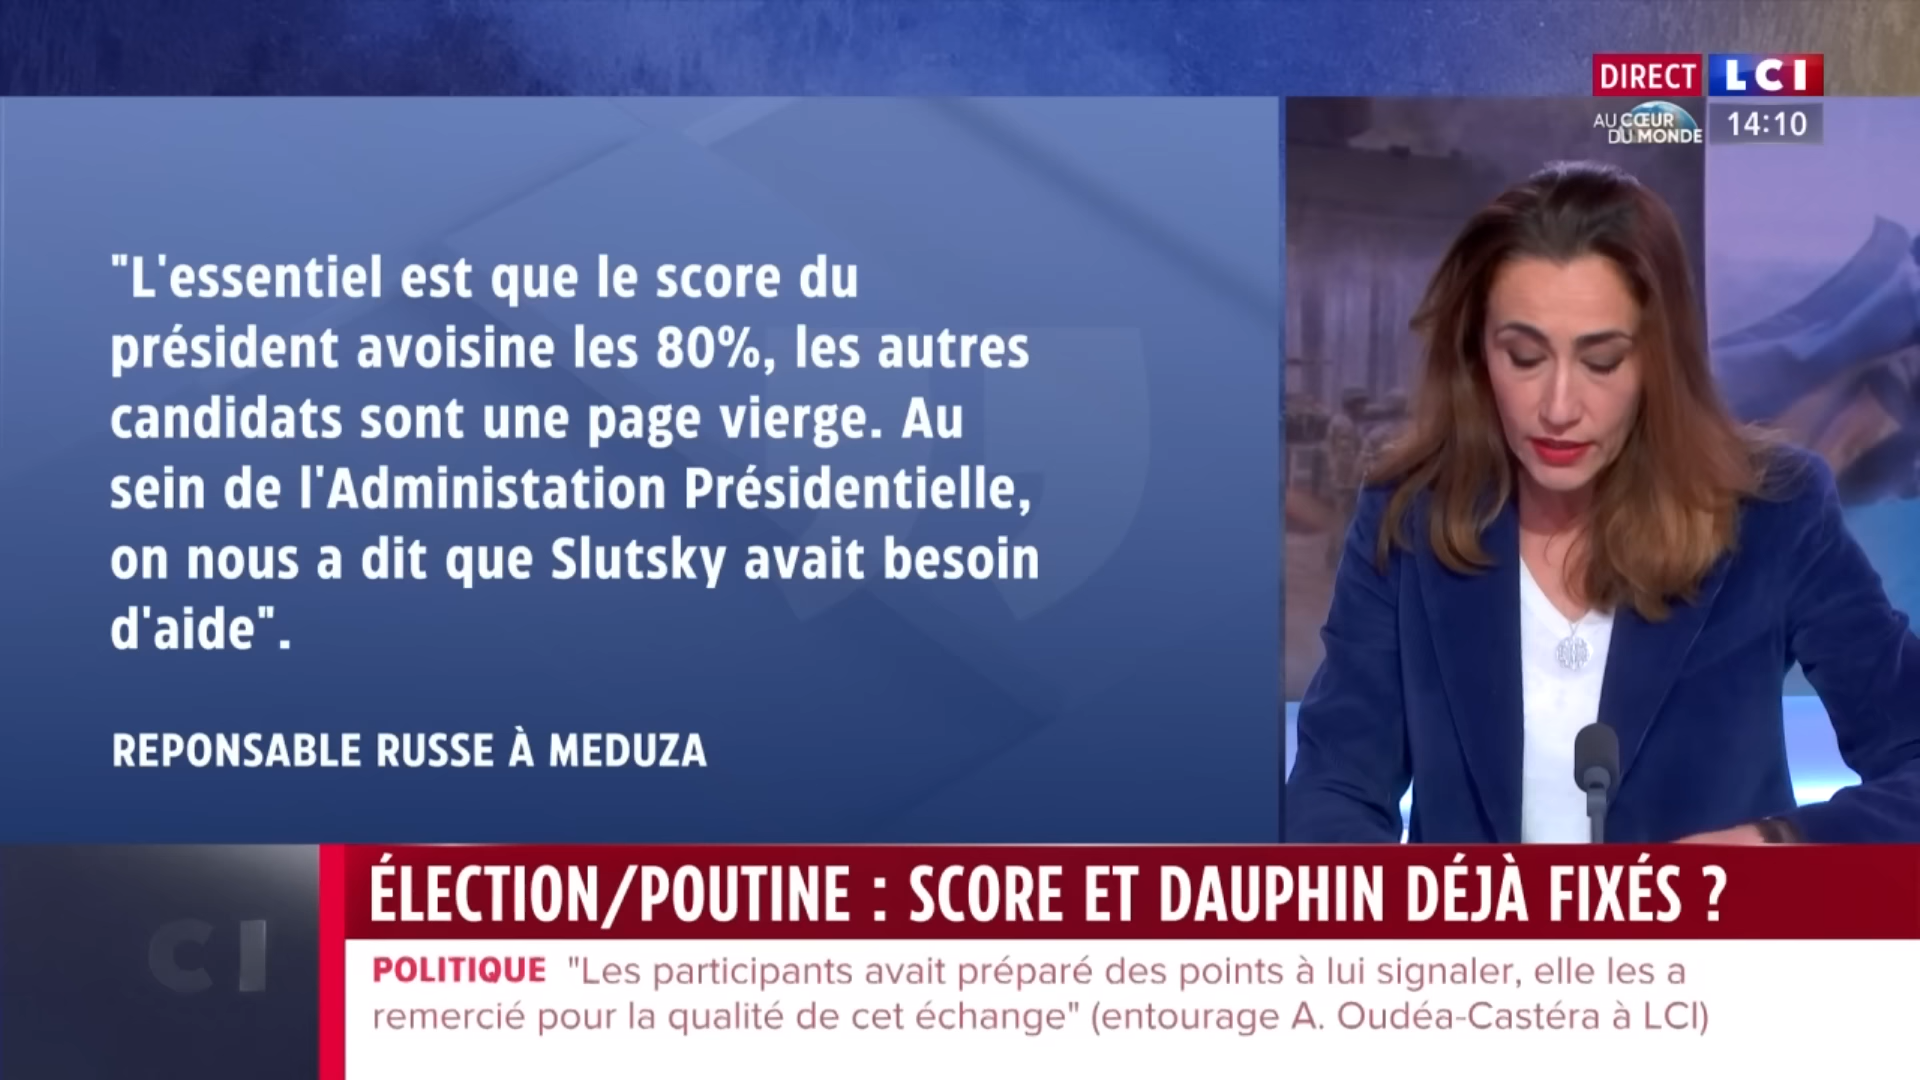 DIRECT LCI
AU CŒUR
DU MONDE
14:10
"L'essentiel est que le score du
président avoisine les 80%, les autres
candidats sont une page vierge. Au
sein de l'Administation Présidentielle,
on nous a dit que Slutsky avait besoin
d'aide".
REPONSABLE RUSSE À MEDUZA
CI
ÉLECTION/POUTINE : SCORE ET DAUPHIN DÉJÀ FIXÉS ?
POLITIQUE "Les participants avait préparé des points à lui signaler, elle les a
remercié pour la qualité de cet échange" (entourage A. Oudéa-Castéra à LCI)